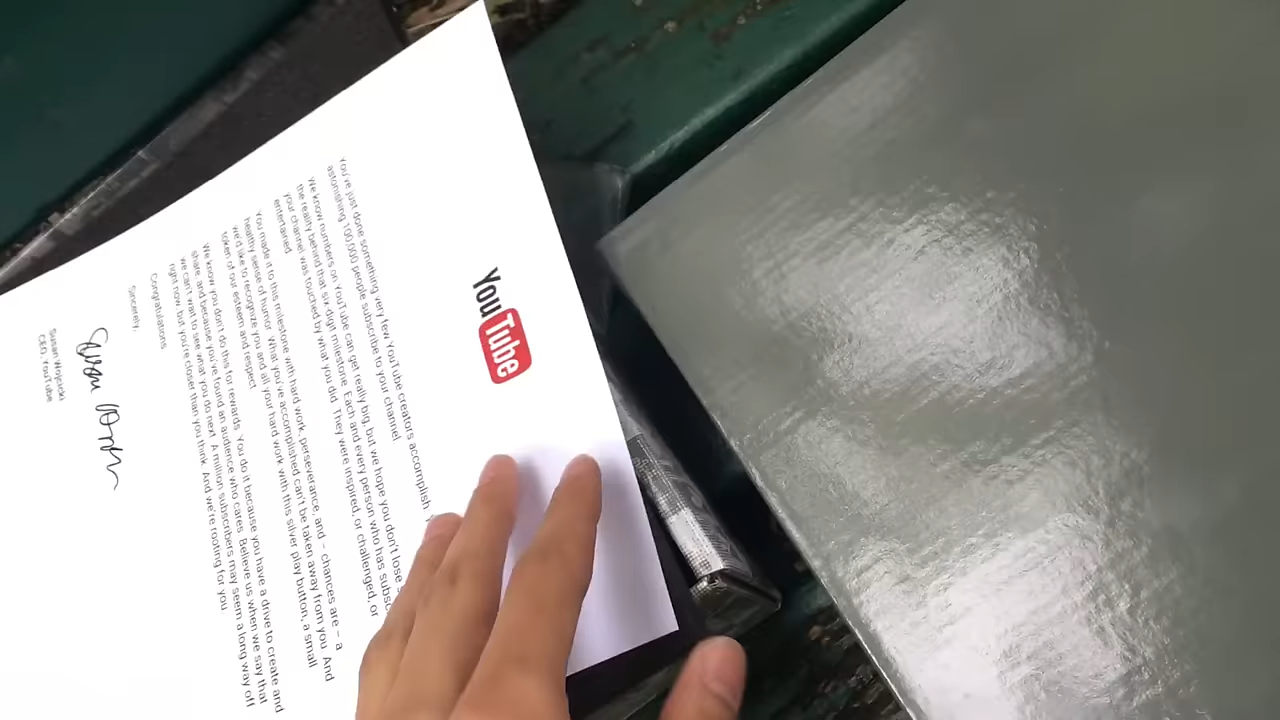 YouTube
You've just done something very few YouTube creators accomplish
astonishing 100,000 people subscribe to your channel
We know numbers on YouTube can get really big, but we hope you don't lose
the reality behind that six-digit milestone. Each and every person who has
your channel was touched by what you did. They were inspired, or challenged, or
entertained
You made it to this milestone with hard work, perseverance, and – chances are – a
healthy sense of humor. What you've accomplished can't be taken away from you. And
we'd like to recognize you and all your hard work with this silver play button, a small
token of our esteem and respect
We know you don't do this for rewards. You do it because you have a drive to create and
share, and because you've found an audience who cares. Believe us when we say that
we can't wait to see what you do next. A million subscribers may seem a long way off
right now, but you're closer than you think. And we're rooting for you
Congratulations
Sincerely,
Susan Wojcicki
CEO, YouTube